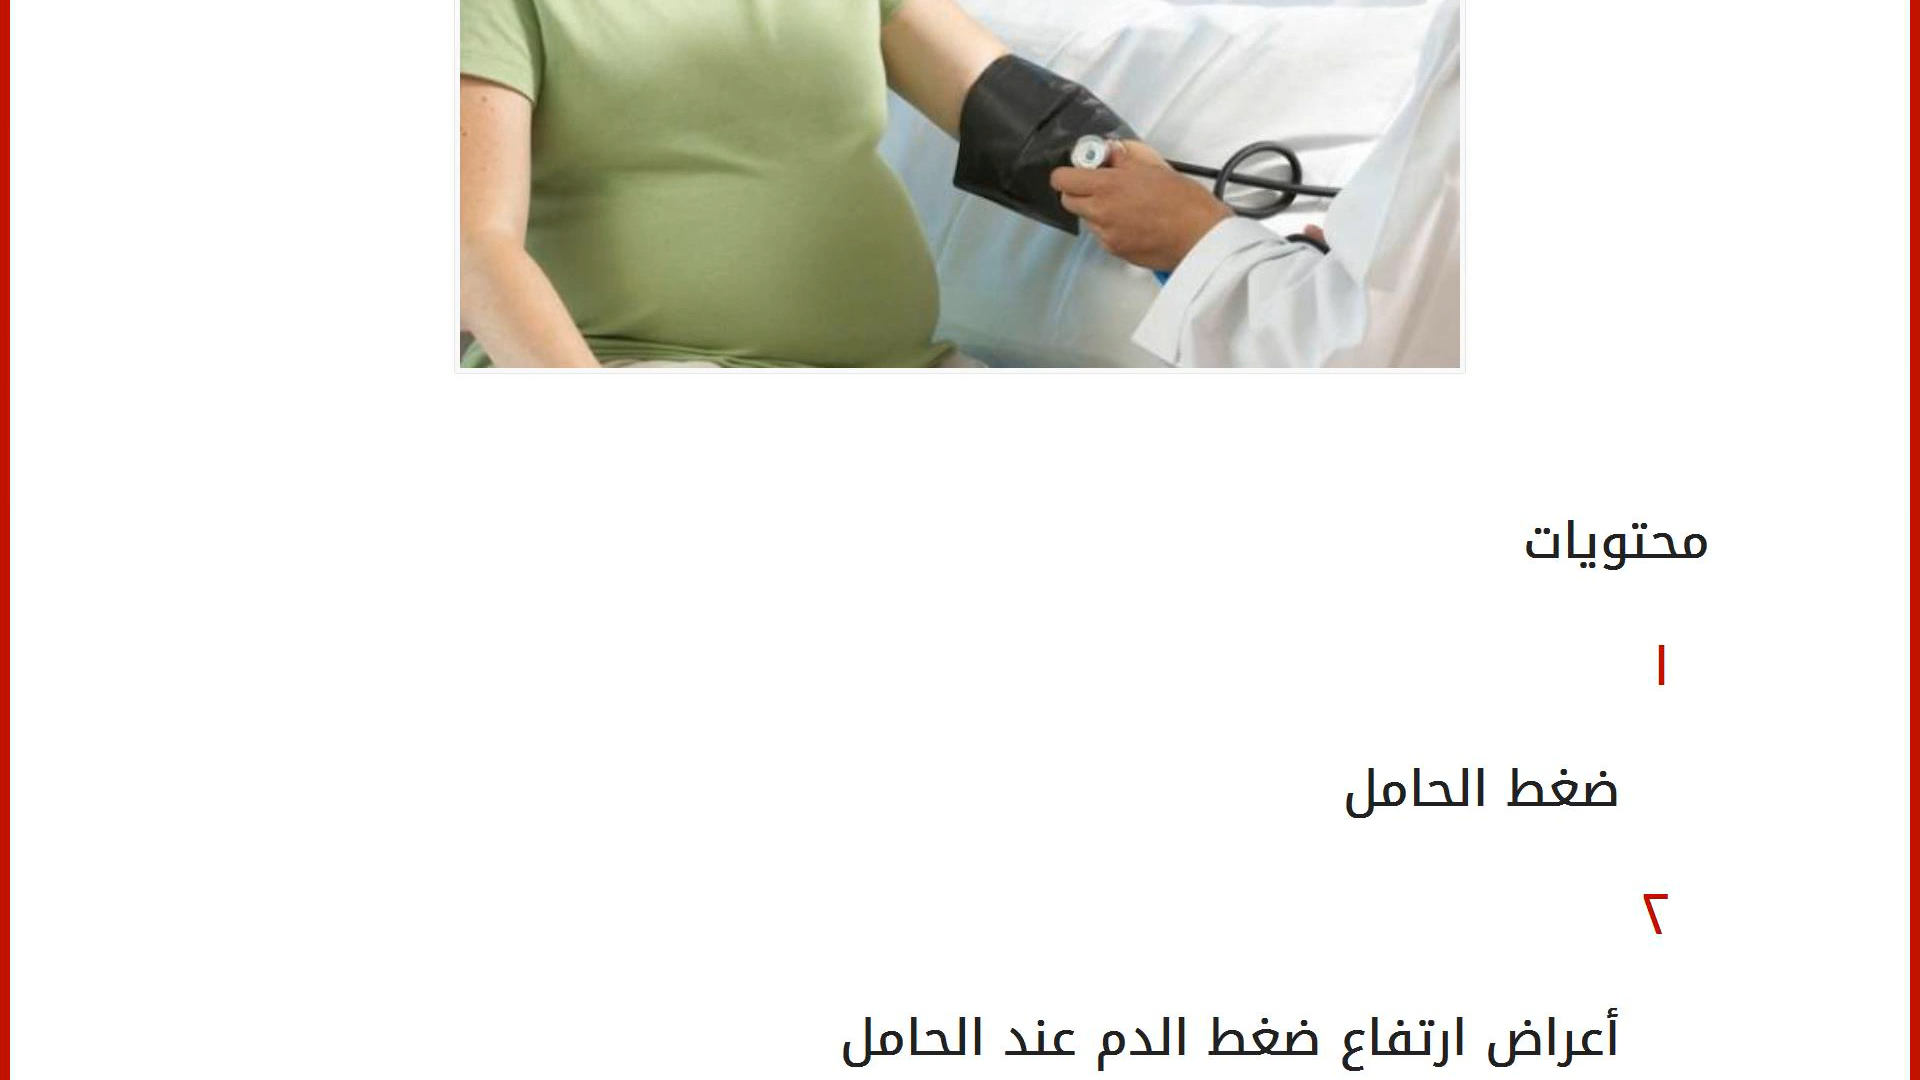 محتويات
١
ضغط الحامل
٢
أعراض ارتفاع ضغط الدم عند الحامل